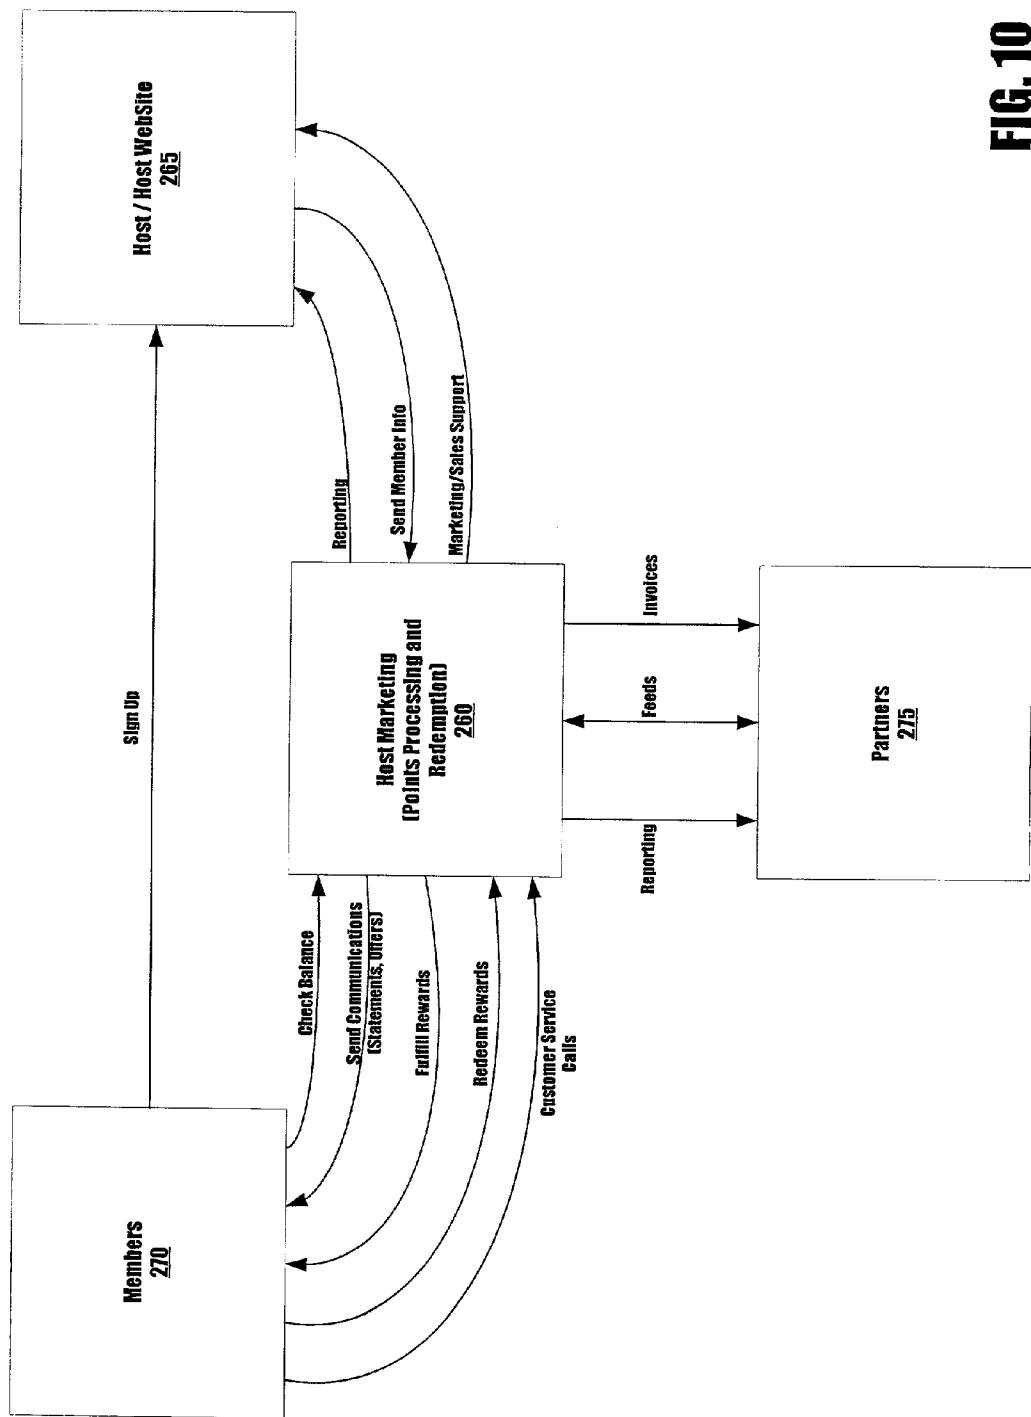 Members
270
Sign Up
Host / Host WebSite
265
Check Balance
Send Communications
(Statements, Offers)
Fulfill Rewards
Redeem Rewards
Customer Service
Calls
Host Marketing
(Points Processing and
Redemption)
260
Reporting
Send Member Info
Marketing/Sales Support
Reporting
Feeds
Invoices
Partners
275
FIG. 10